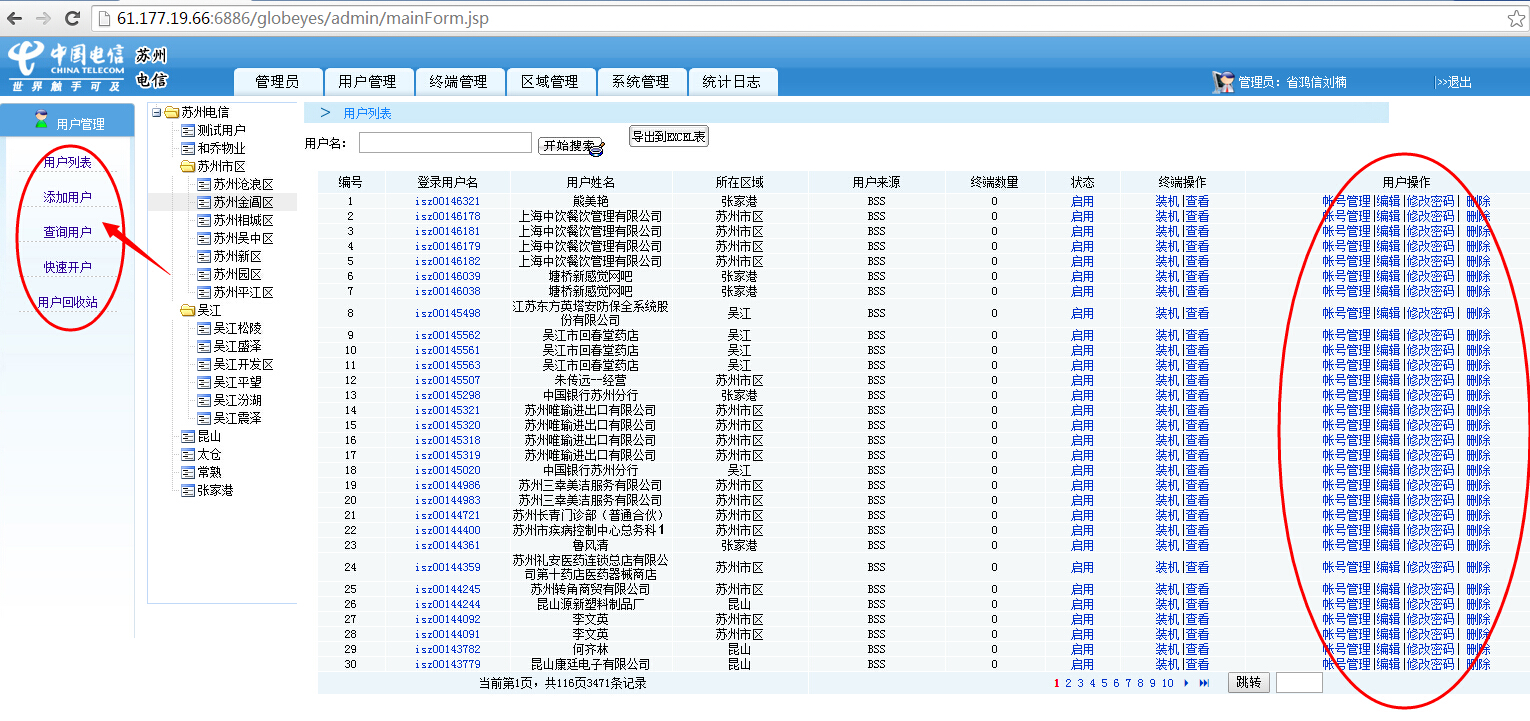 61.177.19.66:6886/globeyes/admin/mainForm.jsp
中国电信 苏州
CHINA TELECOM 电信
世界触手可及
管理员 用户管理 终端管理 区域管理 系统管理 统计日志
管理员：省鸿信刘楠 >>退出
用户管理
用户列表
添加用户
查询用户
快速开户
用户回收站
苏州电信
测试用户
和乔物业
苏州市区
苏州沧浪区
苏州金阊区
苏州相城区
苏州吴中区
苏州新区
苏州园区
苏州平江区
吴江
吴江松陵
吴江盛泽
吴江开发区
吴江平望
吴江汾湖
吴江震泽
昆山
太仓
常熟
张家港
> 用户列表
用户名： 开始搜索 导出到EXCEL表
编号 登录用户名 用户姓名 所在区域 用户来源 终端数量 状态 终端操作 用户操作
1 isz00146321 熊美艳 张家港 BSS 0 启用 装机|查看 帐号管理|编辑|修改密码| 删除
2 isz00146178 上海中饮餐饮管理有限公司 苏州市区 BSS 0 启用 装机|查看 帐号管理|编辑|修改密码| 删除
3 isz00146181 上海中饮餐饮管理有限公司 苏州市区 BSS 0 启用 装机|查看 帐号管理|编辑|修改密码| 删除
4 isz00146179 上海中饮餐饮管理有限公司 苏州市区 BSS 0 启用 装机|查看 帐号管理|编辑|修改密码| 删除
5 isz00146182 上海中饮餐饮管理有限公司 苏州市区 BSS 0 启用 装机|查看 帐号管理|编辑|修改密码| 删除
6 isz00146039 塘桥新感觉网吧 张家港 BSS 0 启用 装机|查看 帐号管理|编辑|修改密码| 删除
7 isz00146038 塘桥新感觉网吧 张家港 BSS 0 启用 装机|查看 帐号管理|编辑|修改密码| 删除
8 isz00145498 江苏东方英塔安防保全系统股份有限公司 吴江 BSS 0 启用 装机|查看 帐号管理|编辑|修改密码| 删除
9 isz00145562 吴江市回春堂药店 吴江 BSS 0 启用 装机|查看 帐号管理|编辑|修改密码| 删除
10 isz00145561 吴江市回春堂药店 吴江 BSS 0 启用 装机|查看 帐号管理|编辑|修改密码| 删除
11 isz00145563 吴江市回春堂药店 吴江 BSS 0 启用 装机|查看 帐号管理|编辑|修改密码| 删除
12 isz00145507 朱传远--经营 苏州市区 BSS 0 启用 装机|查看 帐号管理|编辑|修改密码| 删除
13 isz00145298 中国银行苏州分行 张家港 BSS 0 启用 装机|查看 帐号管理|编辑|修改密码| 删除
14 isz00145321 苏州唯输进出口有限公司 苏州市区 BSS 0 启用 装机|查看 帐号管理|编辑|修改密码| 删除
15 isz00145320 苏州唯输进出口有限公司 苏州市区 BSS 0 启用 装机|查看 帐号管理|编辑|修改密码| 删除
16 isz00145318 苏州唯输进出口有限公司 苏州市区 BSS 0 启用 装机|查看 帐号管理|编辑|修改密码| 删除
17 isz00145319 苏州唯输进出口有限公司 苏州市区 BSS 0 启用 装机|查看 帐号管理|编辑|修改密码| 删除
18 isz00145020 中国银行苏州分行 吴江 BSS 0 启用 装机|查看 帐号管理|编辑|修改密码| 删除
19 isz00144986 苏州三幸美洁服务有限公司 苏州市区 BSS 0 启用 装机|查看 帐号管理|编辑|修改密码| 删除
20 isz00144983 苏州三幸美洁服务有限公司 苏州市区 BSS 0 启用 装机|查看 帐号管理|编辑|修改密码| 删除
21 isz00144721 苏州长青门诊部（普通合伙） 苏州市区 BSS 0 启用 装机|查看 帐号管理|编辑|修改密码| 删除
22 isz00144400 苏州市疾病控制中心总务科1 苏州市区 BSS 0 启用 装机|查看 帐号管理|编辑|修改密码| 删除
23 isz00144361 鲁风清 张家港 BSS 0 启用 装机|查看 帐号管理|编辑|修改密码| 删除
24 isz00144359 苏州礼安医药连锁总店有限公司第十药店医药器械商店 苏州市区 BSS 0 启用 装机|查看 帐号管理|编辑|修改密码| 删除
25 isz00144245 苏州转角商贸有限公司 苏州市区 BSS 0 启用 装机|查看 帐号管理|编辑|修改密码| 删除
26 isz00144244 昆山源新塑料制品厂 昆山 BSS 0 启用 装机|查看 帐号管理|编辑|修改密码| 删除
27 isz00144092 李文英 苏州市区 BSS 0 启用 装机|查看 帐号管理|编辑|修改密码| 删除
28 isz00144091 李文英 苏州市区 BSS 0 启用 装机|查看 帐号管理|编辑|修改密码| 删除
29 isz00143782 何齐林 昆山 BSS 0 启用 装机|查看 帐号管理|编辑|修改密码| 删除
30 isz00143779 昆山康廷电子有限公司 昆山 BSS 0 启用 装机|查看 帐号管理|编辑|修改密码| 删除
当前第1页，共116页3471条记录 1 2 3 4 5 6 7 8 9 10 跳转